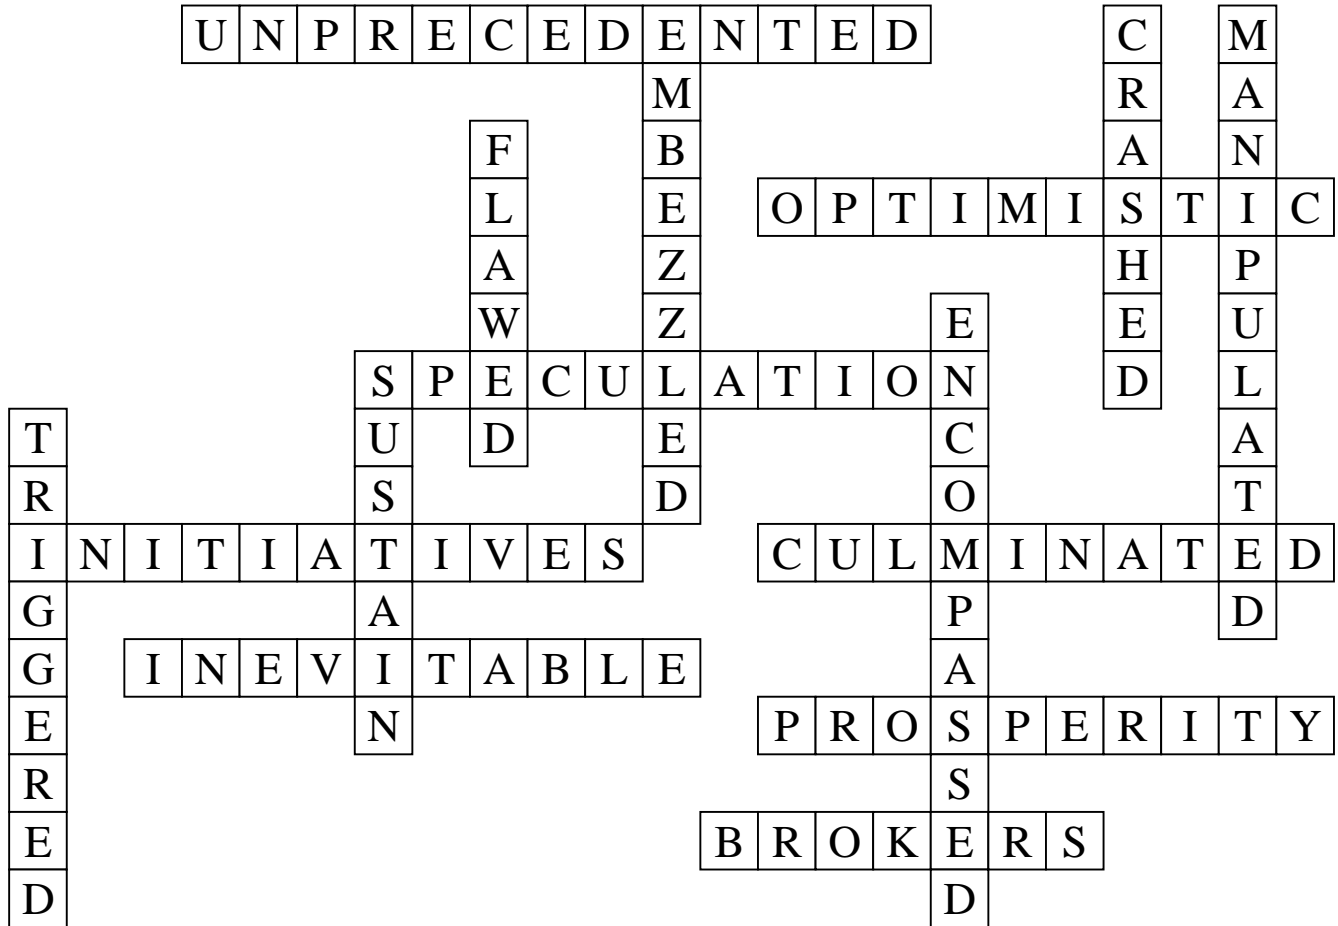 UNPRECEDENTED
CRASHED
MANIPULATED
EMBEZZLED
FLAWED
OPTIMISTIC
ENCOMPASSED
SPECULATION
SUSTAIN
TRIGGERED
INITIATIVES
CULMINATED
INEVITABLE
PROSPERITY
BROKERS